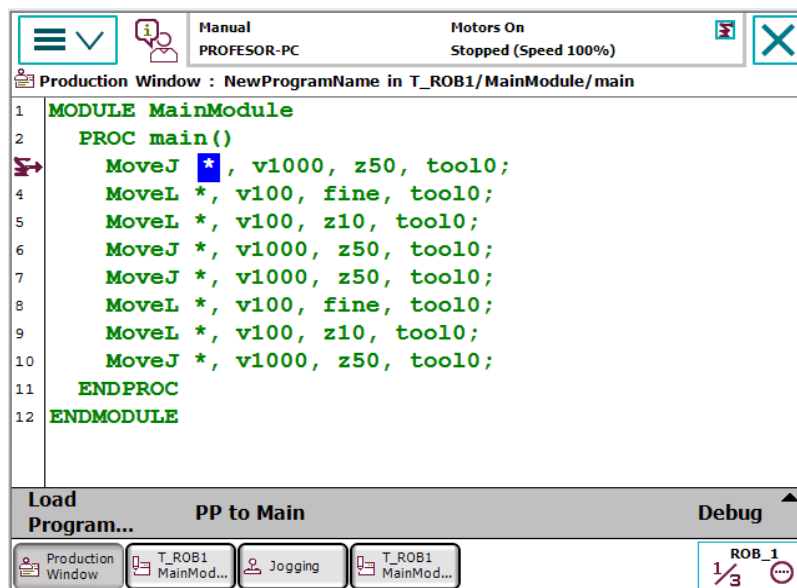 Manual Motors On
PROFESOR-PC Stopped (Speed 100%)
Production Window : NewProgramName in T_ROB1/MainModule/main
1 MODULE MainModule
2 PROC main()
MoveJ *, v1000, z50, tool0;
4 MoveL *, v100, fine, tool0;
5 MoveL *, v100, z10, tool0;
6 MoveJ *, v1000, z50, tool0;
7 MoveJ *, v1000, z50, tool0;
8 MoveL *, v100, fine, tool0;
9 MoveL *, v100, z10, tool0;
10 MoveJ *, v1000, z50, tool0;
11 ENDPROC
12 ENDMODULE
Load
Program... PP to Main Debug
Production
Window
T_ROB1
MainMod...
Jogging
T_ROB1
MainMod...
ROB_1
1/3